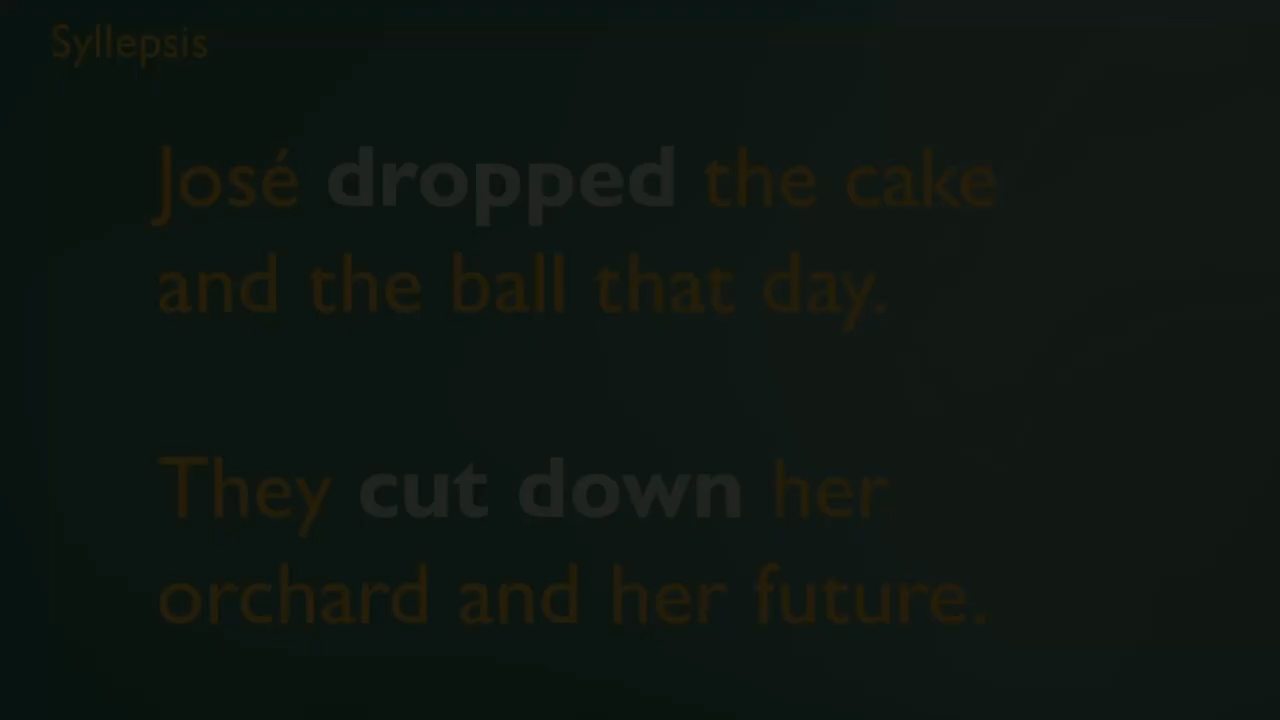 Syllepsis
José dropped the cake
and the ball that day.
They cut down her
orchard and her future.